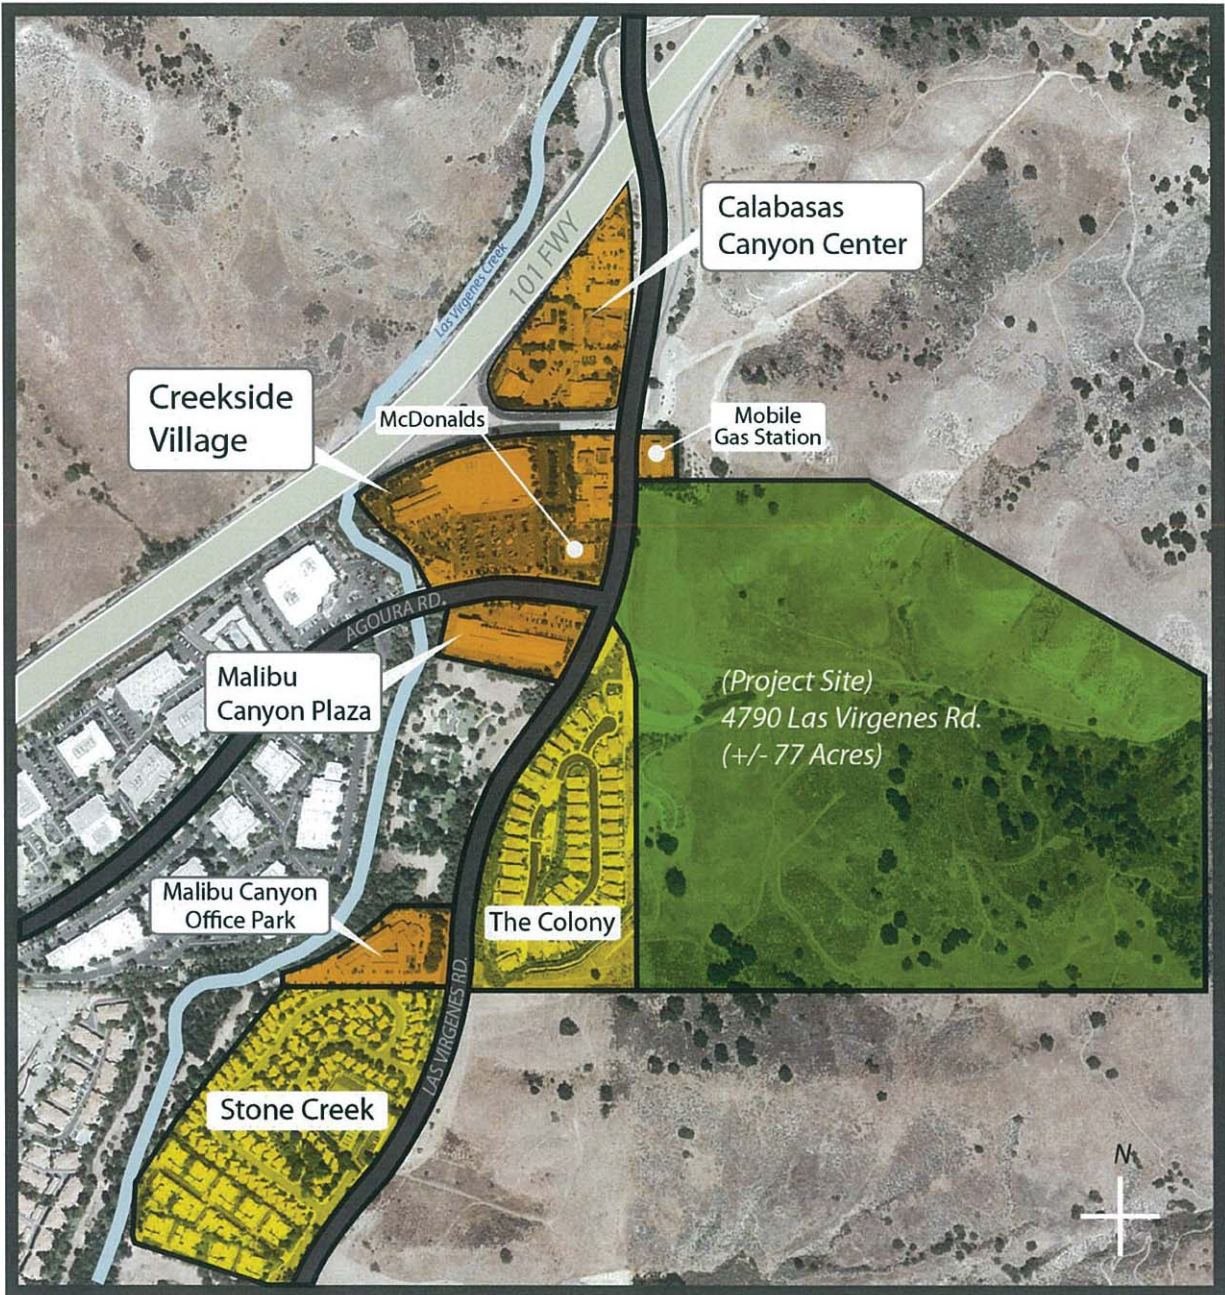 Calabasas
Canyon Center
101 FWY
Las Virgenes Creek
Creekside
Village
McDonalds
Mobile
Gas Station
AGOURA RD.
Malibu
Canyon Plaza
(Project Site)
4790 Las Virgenes Rd.
(+/- 77 Acres)
Malibu Canyon
Office Park
The Colony
LAS VIRGENES RD.
Stone Creek
N